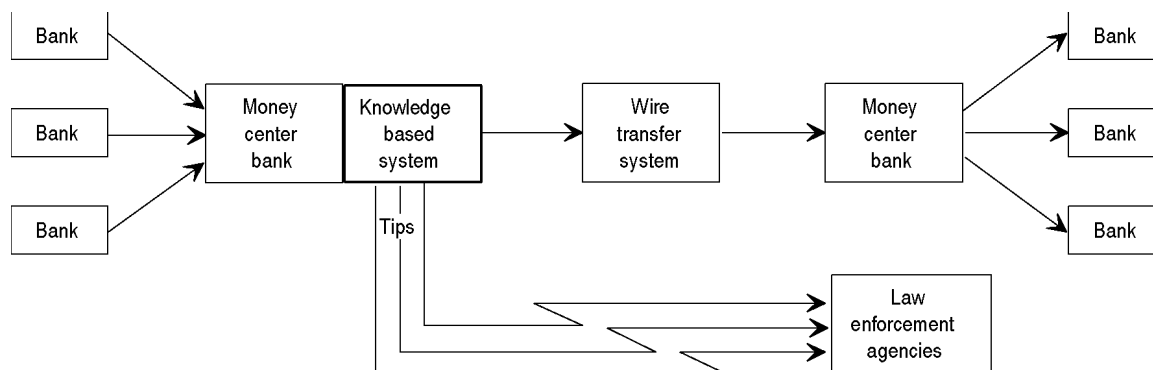 Bank
Bank
Bank
Money
center
bank
Knowledge
based
system
Wire
transfer
system
Money
center
bank
Bank
Bank
Bank
Tips
Law
enforcement
agencies